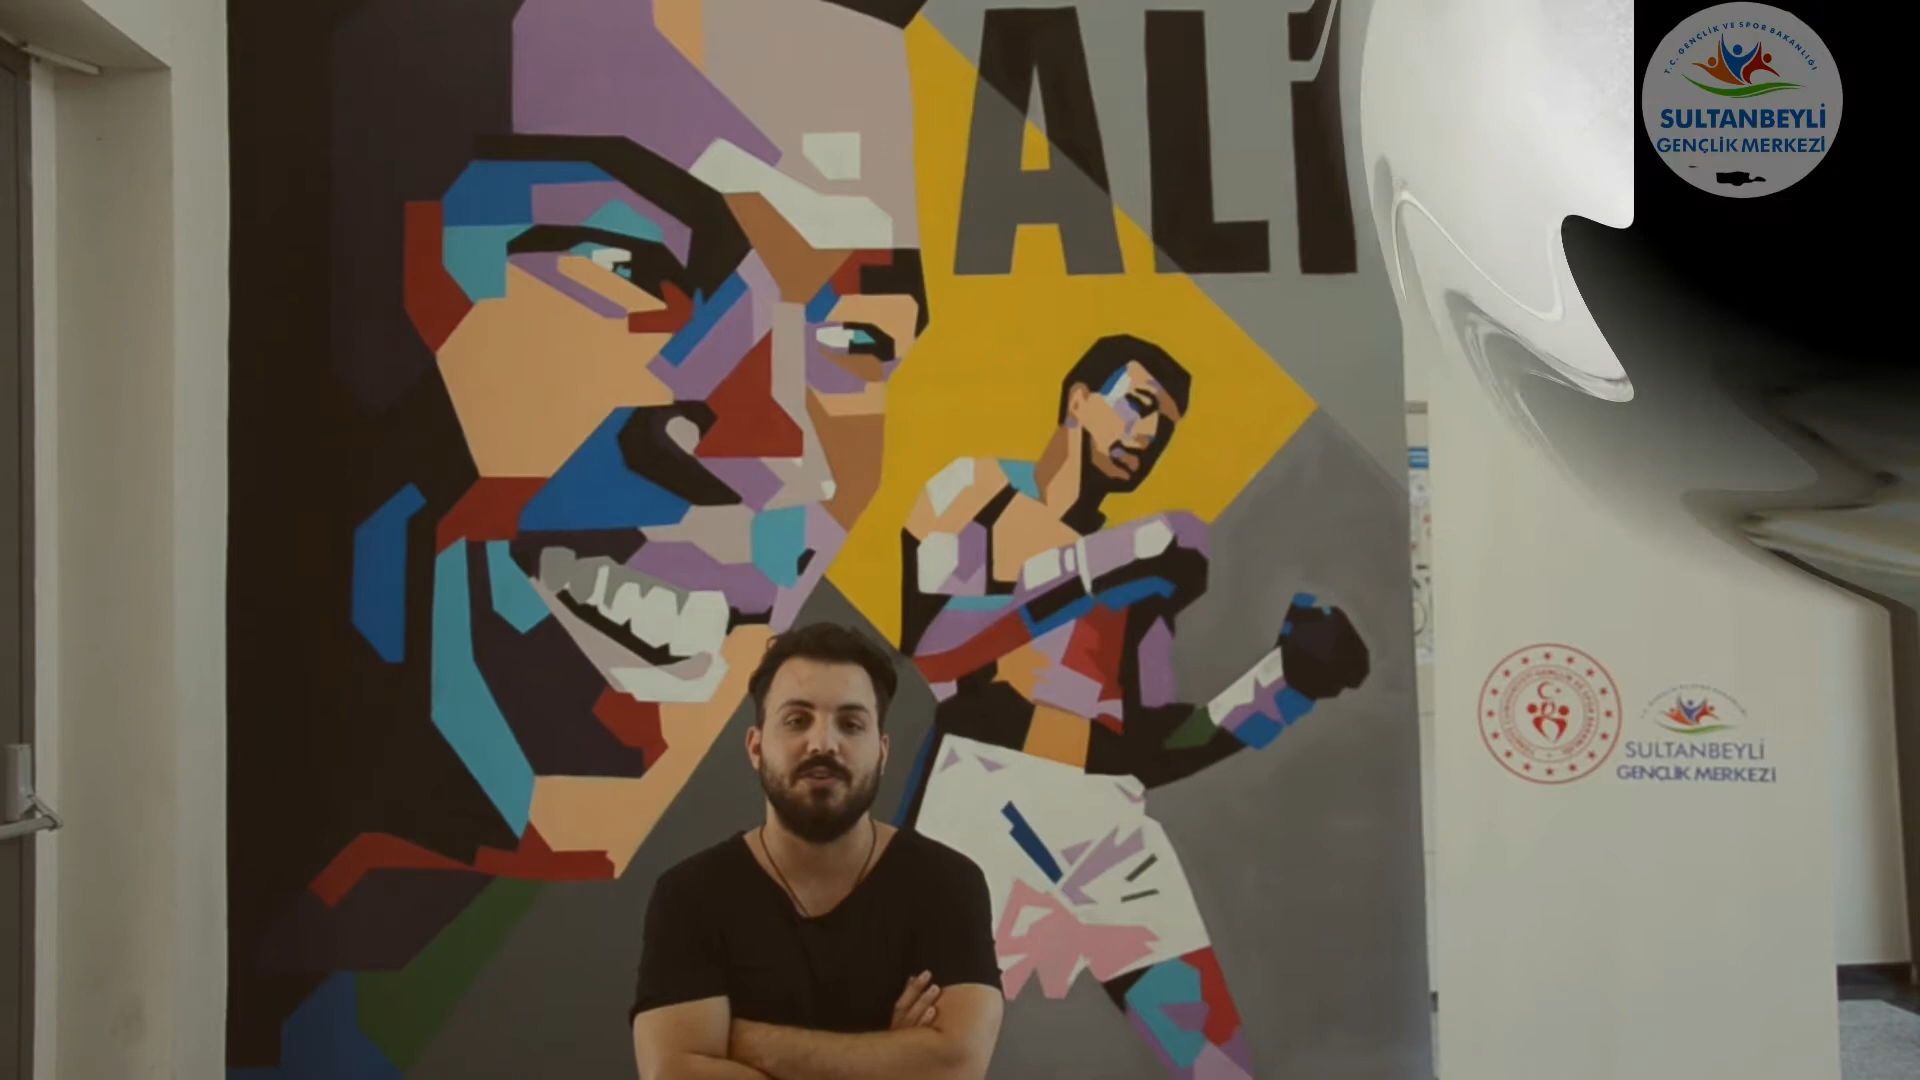 ALİ
T.C. GENÇLİK VE SPOR BAKANLIĞI
SULTANBEYLİ
GENÇLİK MERKEZİ
SULTANBEYLİ
GENÇLİK MERKEZİ